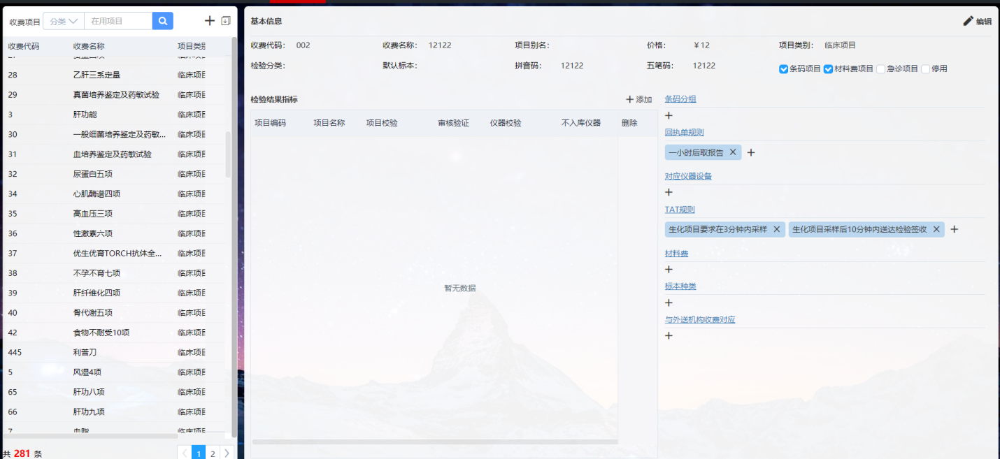 收费项目 分类 在用项目
收费代码 收费名称 项目类别
28 乙肝三系定量 临床项目
29 真菌培养鉴定及药敏试验 临床项目
3 肝功能 临床项目
30 一般细菌培养鉴定及药敏... 临床项目
31 血培养鉴定及药敏试验 临床项目
32 尿蛋白五项 临床项目
34 心肌酶谱四项 临床项目
35 高血压三项 临床项目
36 性激素六项 临床项目
37 优生优育TORCH抗体全... 临床项目
38 不孕不育七项 临床项目
39 肝纤维化四项 临床项目
40 骨代谢五项 临床项目
42 食物不耐受10项 临床项目
445 利普刀 临床项目
5 风湿4项 临床项目
65 肝功八项 临床项目
66 肝功九项 临床项目
7 血脂 临床项目
共 281 条 1 2
基本信息 编辑
收费代码: 002 收费名称: 12122 项目别名: 价格: ¥12 项目类别: 临床项目
检验分类: 默认标本: 拼音码: 12122 五笔码: 12122 条码项目 材料费项目 急诊项目 停用
检验结果指标 添加
项目编码 项目名称 项目校验 审核验证 仪器校验 不入库仪器 删除
暂无数据
条码分组
回执单规则
一小时后取报告
对应仪器设备
TAT规则
生化项目要求在3分钟内采样 生化项目采样后10分钟内送达检验签收
材料费
标本种类
与外送机构收费对应